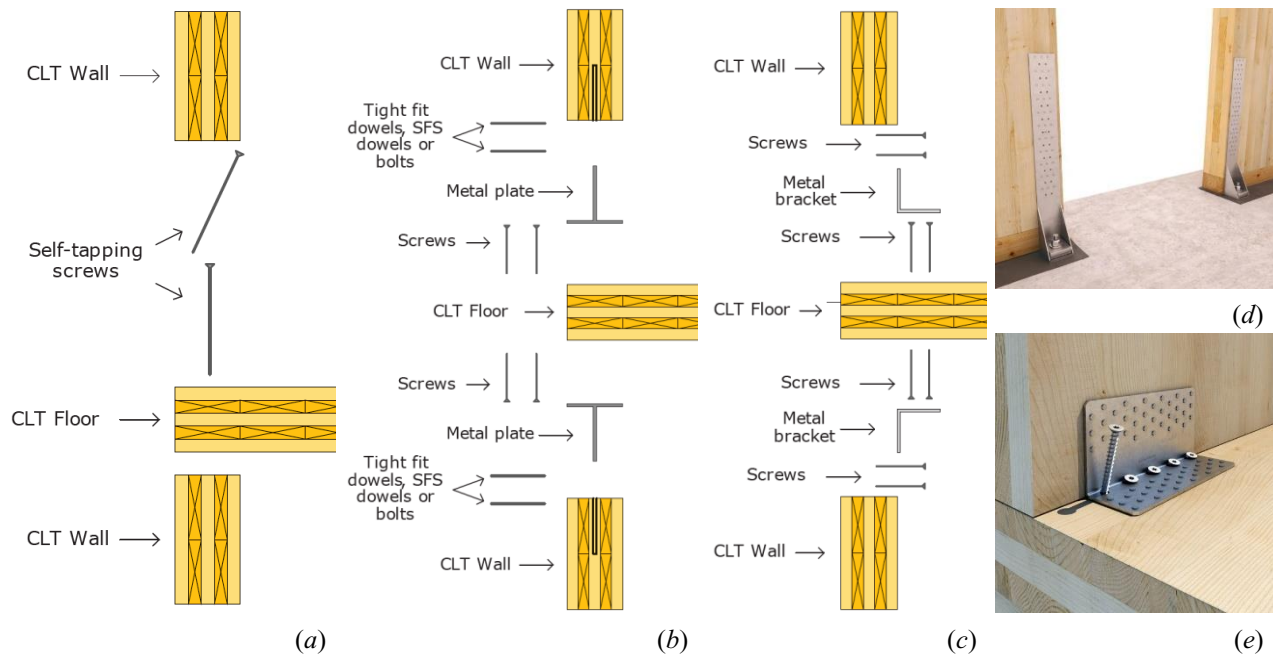 CLT Wall
Self-tapping
screws
CLT Floor
CLT Wall
(a)
CLT Wall
Tight fit
dowels, SFS
dowels or
bolts
Metal plate
Screws
CLT Floor
Screws
Metal plate
Tight fit
dowels, SFS
dowels or
bolts
CLT Wall
(b)
CLT Wall
Screws
Metal
bracket
Screws
CLT Floor
Screws
Metal
bracket
Screws
CLT Wall
(c)
(d)
(e)